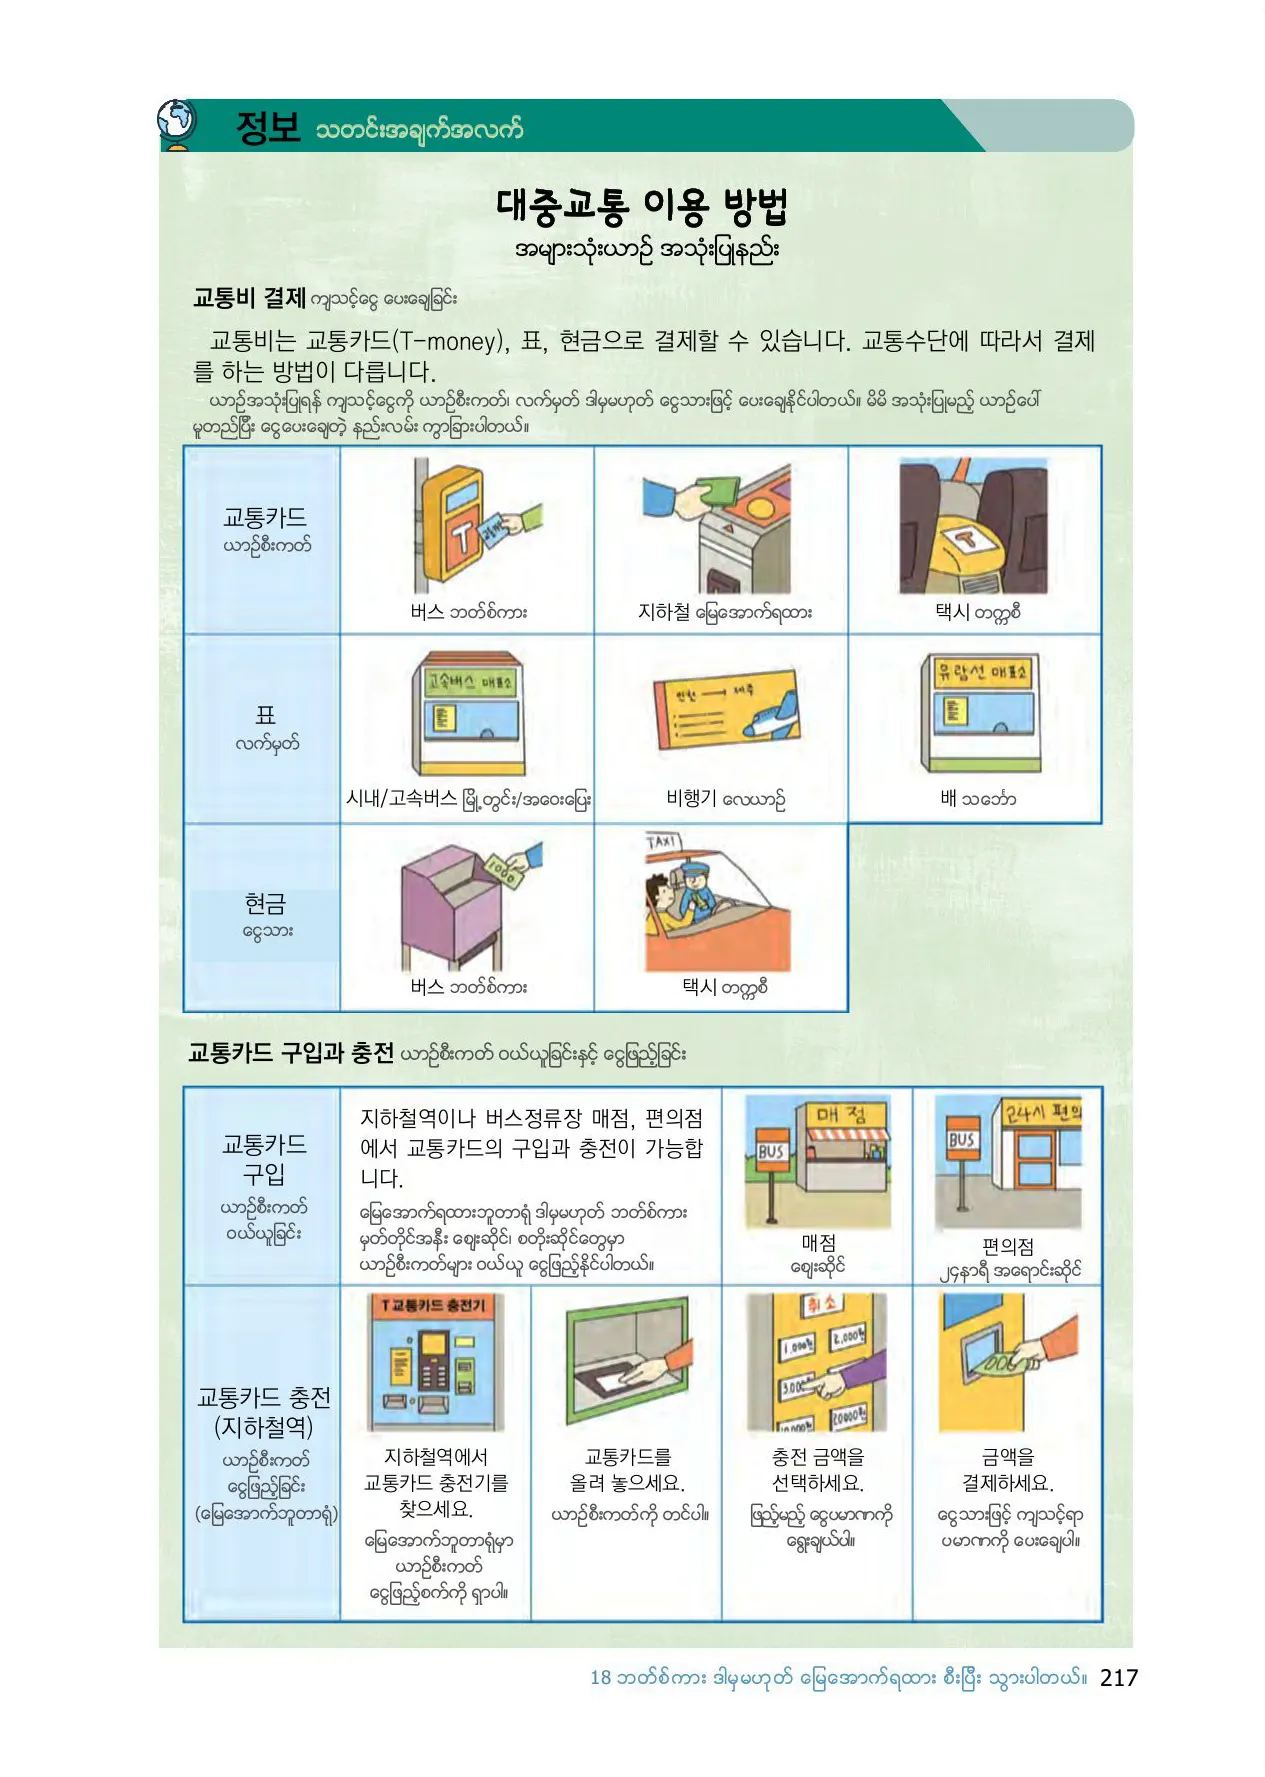 정보 သတင်းအချက်အလက်
대중교통 이용 방법
အများသုံးယာဉ် အသုံးပြုနည်း
교통비 결제 ကျသင့်ငွေ ပေးချေခြင်း
교통비는 교통카드(T-money), 표, 현금으로 결제할 수 있습니다. 교통수단에 따라서 결제
를 하는 방법이 다릅니다.
ယာဉ်အသုံးပြုရန် ကျသင့်ငွေကို ယာဉ်စီးကတ်၊ လက်မှတ် ဒါမှမဟုတ် ငွေသားဖြင့် ပေးချေနိုင်ပါတယ်။ မိမိ အသုံးပြုမည့် ယာဉ်ပေါ်
မူတည်ပြီး ငွေပေးချေတဲ့ နည်းလမ်း ကွာခြားပါတယ်။
교통카드
ယာဉ်စီးကတ်
버스 ဘတ်စ်ကား
지하철 မြေအောက်ရထား
택시 တက္ကစီ
표
လက်မှတ်
고속버스 매표소
인천 → 제주
유람선 매표소
시내/고속버스 မြို့တွင်း/အဝေးပြေး
비행기 လေယာဉ်
배 သင်္ဘော
현금
ငွေသား
1000
TAXI
버스 ဘတ်စ်ကား
택시 တက္ကစီ
교통카드 구입과 충전 ယာဉ်စီးကတ် ဝယ်ယူခြင်းနှင့် ငွေဖြည့်ခြင်း
교통카드
구입
ယာဉ်စီးကတ်
ဝယ်ယူခြင်း
지하철역이나 버스정류장 매점, 편의점
에서 교통카드의 구입과 충전이 가능합
니다.
မြေအောက်ရထားဘူတာရုံ ဒါမှမဟုတ် ဘတ်စ်ကား
မှတ်တိုင်အနီး ဈေးဆိုင်၊ စတိုးဆိုင်တွေမှာ
ယာဉ်စီးကတ်များ ဝယ်ယူ ငွေဖြည့်နိုင်ပါတယ်။
매점
BUS
매점
ဈေးဆိုင်
24시 편의
BUS
편의점
၂၄နာရီ အရောင်းဆိုင်
교통카드 충전
(지하철역)
ယာဉ်စီးကတ်
ငွေဖြည့်ခြင်း
(မြေအောက်ဘူတာရုံ)
T 교통카드 충전기
지하철역에서
교통카드 충전기를
찾으세요.
မြေအောက်ဘူတာရုံမှာ
ယာဉ်စီးကတ်
ငွေဖြည့်စက်ကို ရှာပါ။
교통카드를
올려 놓으세요.
ယာဉ်စီးကတ်ကို တင်ပါ။
취소
1,000원
2,000원
3,000원
10,000원
20000원
충전 금액을
선택하세요.
ဖြည့်မည့် ငွေပမာဏကို
ရွေးချယ်ပါ။
금액을
결제하세요.
ငွေသားဖြင့် ကျသင့်ရာ
ပမာဏကို ပေးချေပါ။
18 ဘတ်စ်ကား ဒါမှမဟုတ် မြေအောက်ရထား စီးပြီး သွားပါတယ်။ 217